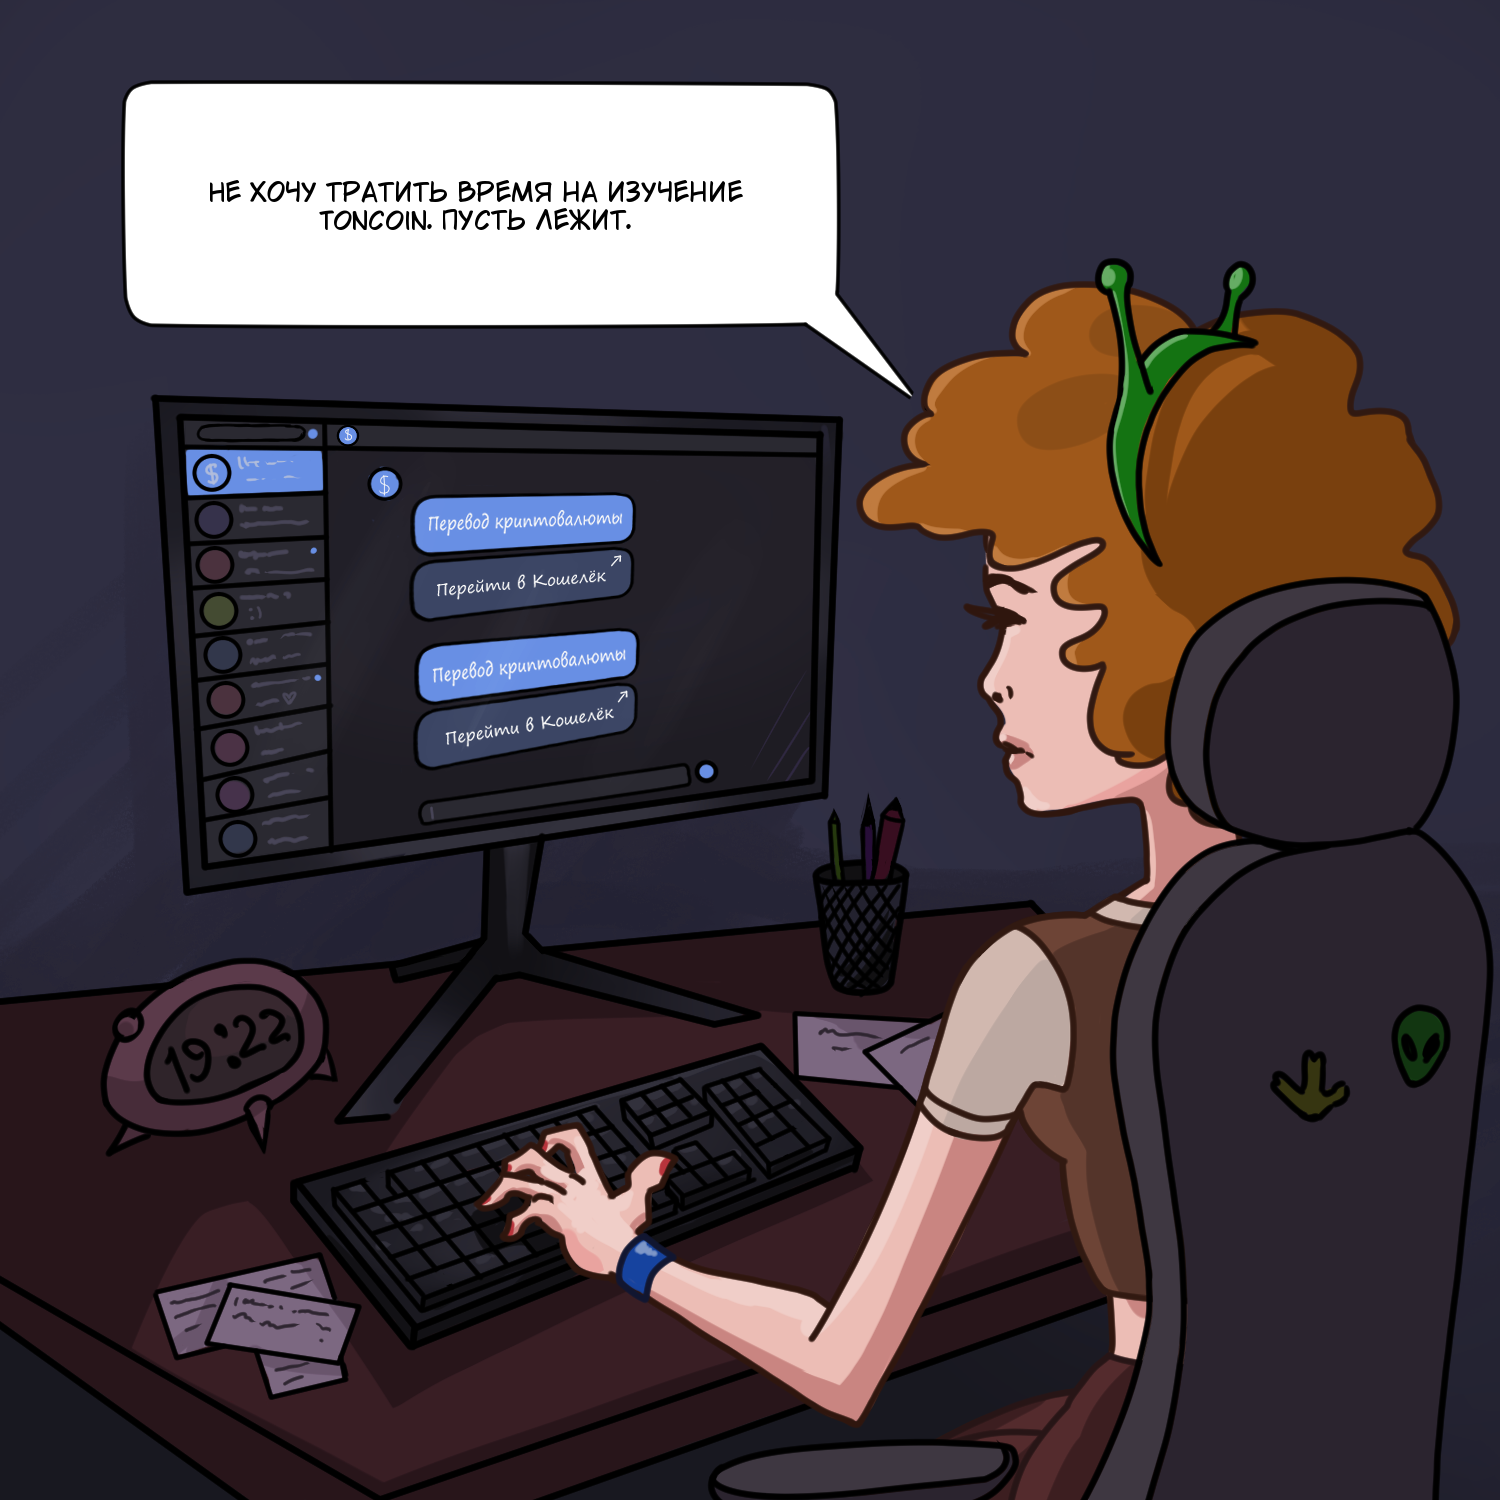 НЕ ХОЧУ ТРАТИТЬ ВРЕМЯ НА ИЗУЧЕНИЕ
TONCOIN. ПУСТЬ ЛЕЖИТ.
$
$
$
Перевод криптовалюты
Перейти в Кошелёк
:)
Перевод криптовалюты
Перейти в Кошелёк
19:22